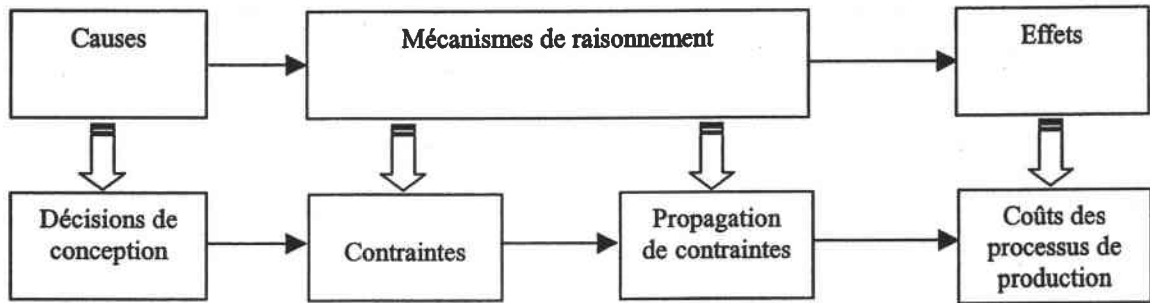 Causes
Mécanismes de raisonnement
Effets
Décisions de
conception
Contraintes
Propagation
de contraintes
Coûts des
processus de
production